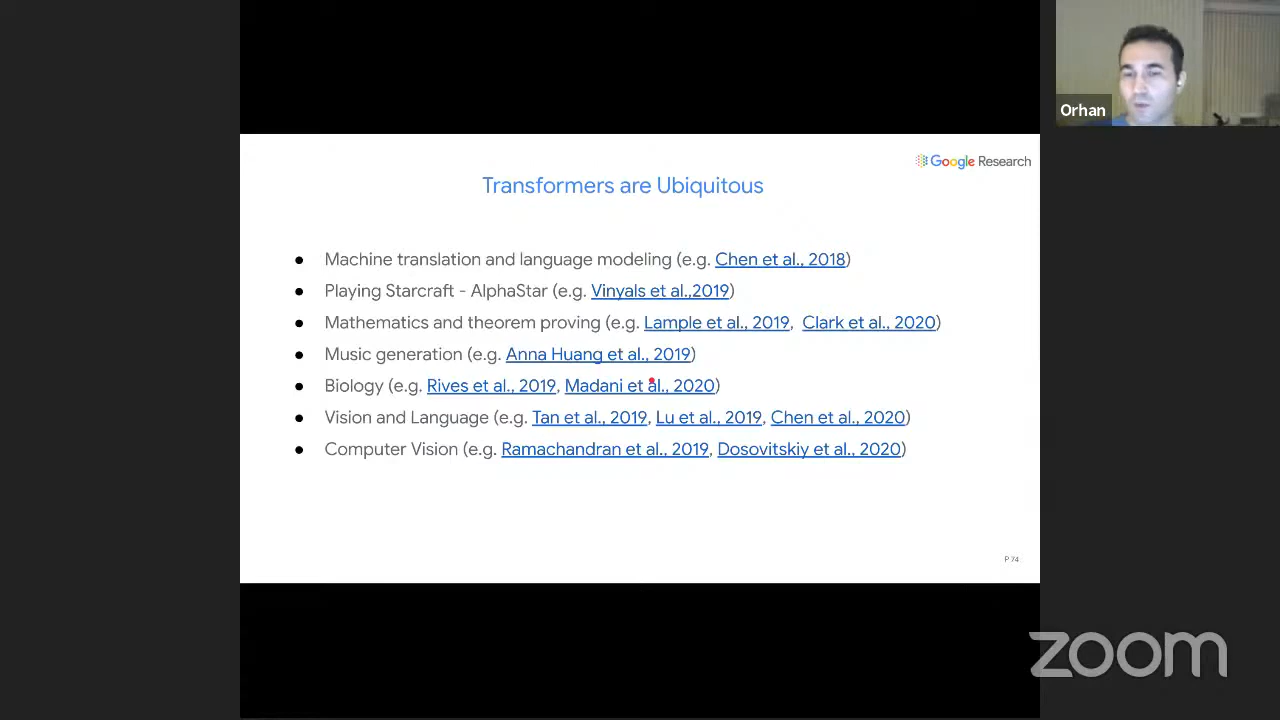 Orhan
Google Research
Transformers are Ubiquitous
● Machine translation and language modeling (e.g. Chen et al., 2018)
● Playing Starcraft - AlphaStar (e.g. Vinyals et al.,2019)
● Mathematics and theorem proving (e.g. Lample et al., 2019, Clark et al., 2020)
● Music generation (e.g. Anna Huang et al., 2019)
● Biology (e.g. Rives et al., 2019, Madani et al., 2020)
● Vision and Language (e.g. Tan et al., 2019, Lu et al., 2019, Chen et al., 2020)
● Computer Vision (e.g. Ramachandran et al., 2019, Dosovitskiy et al., 2020)
P 74
zoom